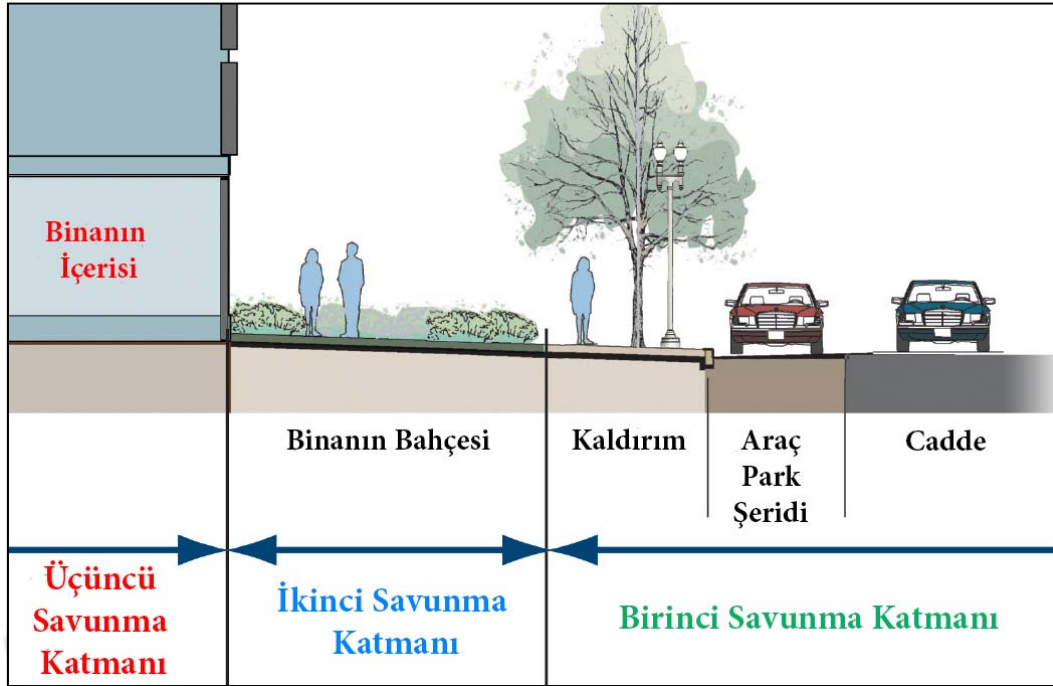 Binanın
İçerisi
Binanın Bahçesi
Kaldırım
Araç
Park
Şeridi
Cadde
Üçüncü
Savunma
Katmanı
İkinci Savunma
Katmanı
Birinci Savunma Katmanı